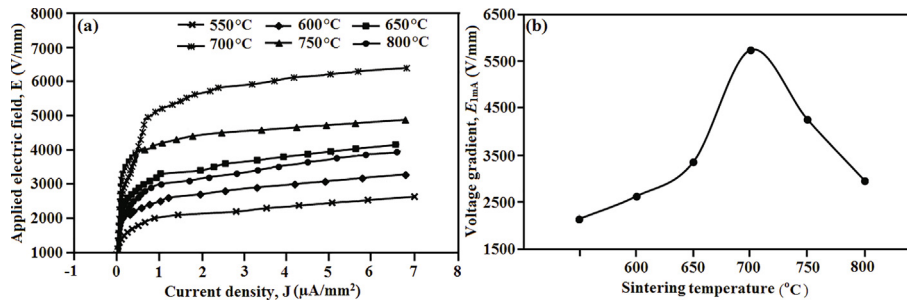 (a)
550°C 600°C 650°C
700°C 750°C 800°C
Applied electric field, E (V/mm)
8000
7000
6000
5000
4000
3000
2000
1000
-1 0 1 2 3 4 5 6 7 8
Current density, J (μA/mm²)
(b)
Voltage gradient, E1mA (V/mm)
6500
5500
4500
3500
2500
1500
600 650 700 750 800
Sintering temperature (°C)